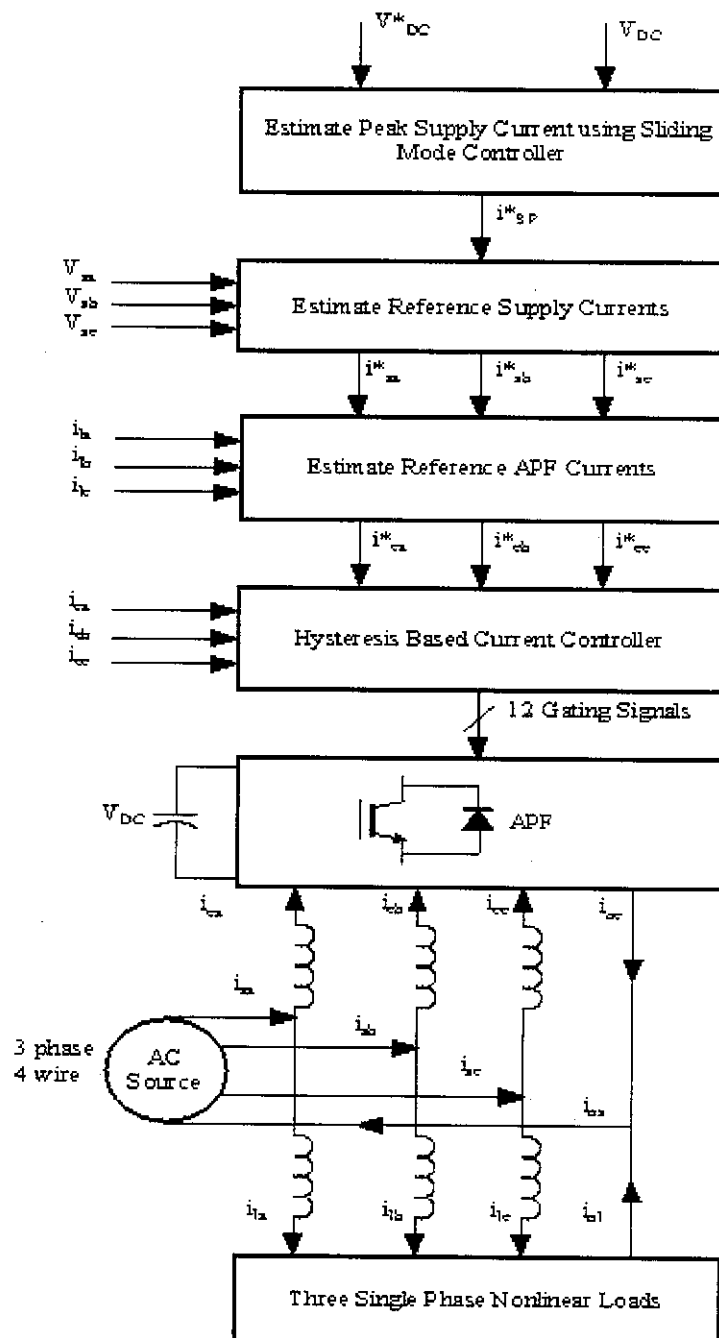 V*DC
VDC
Estimate Peak Supply Current using Sliding
Mode Controller
i*SP
Vsa
Vsb
Vsc
Estimate Reference Supply Currents
i*sa
i*sb
i*sc
ila
ilb
ilc
Estimate Reference APF Currents
i*ca
i*cb
i*cc
ica
icb
icc
Hysteresis Based Current Controller
12 Gating Signals
VDC
APF
ica
icb
icc
isa
isb
isc
3 phase
4 wire
AC
Source
ila
ilb
ilc
Three Single Phase Nonlinear Loads